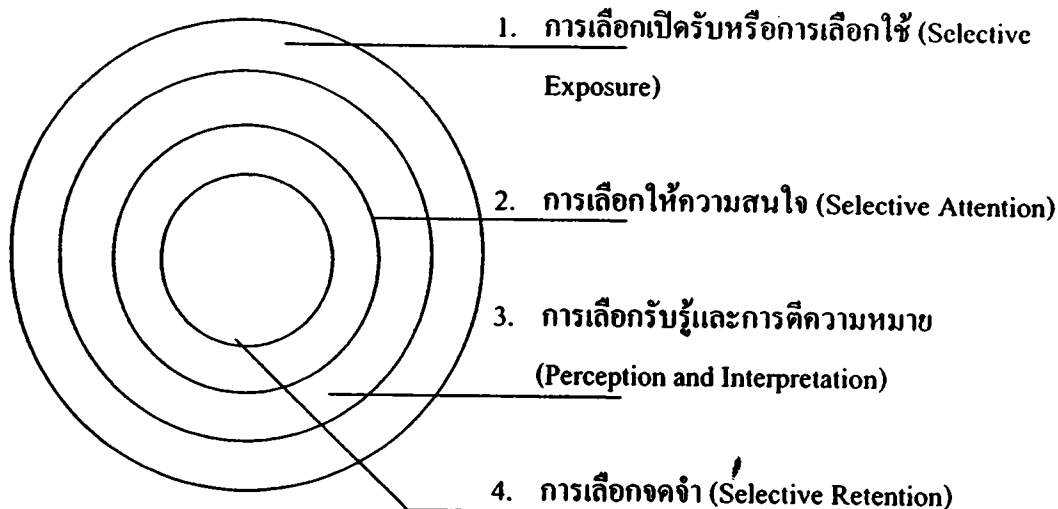 1. การเลือกเปิดรับหรือการเลือกใช้ (Selective
Exposure)
2. การเลือกให้ความสนใจ (Selective Attention)
3. การเลือกรับรู้และการตีความหมาย
(Perception and Interpretation)
4. การเลือกจดจำ (Selective Retention)